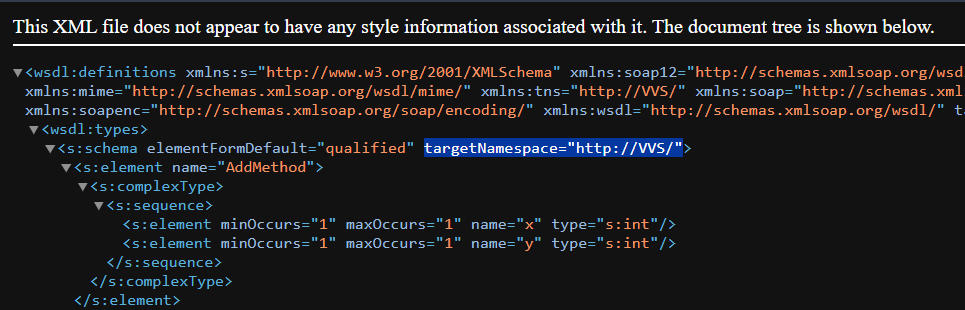 This XML file does not appear to have any style information associated with it. The document tree is shown below.
▼<wsdl:definitions xmlns:s="http://www.w3.org/2001/XMLSchema" xmlns:soap12="http://schemas.xmlsoap.org/wsd
xmlns:mime="http://schemas.xmlsoap.org/wsdl/mime/" xmlns:tns="http://VVS/" xmlns:soap="http://schemas.xml
xmlns:soapenc="http://schemas.xmlsoap.org/soap/encoding/" xmlns:wsdl="http://schemas.xmlsoap.org/wsdl/" ta
▼<wsdl:types>
▼<s:schema elementFormDefault="qualified" targetNamespace="http://VVS/">
▼<s:element name="AddMethod">
▼<s:complexType>
▼<s:sequence>
<s:element minOccurs="1" maxOccurs="1" name="x" type="s:int"/>
<s:element minOccurs="1" maxOccurs="1" name="y" type="s:int"/>
</s:sequence>
</s:complexType>
</s:element>